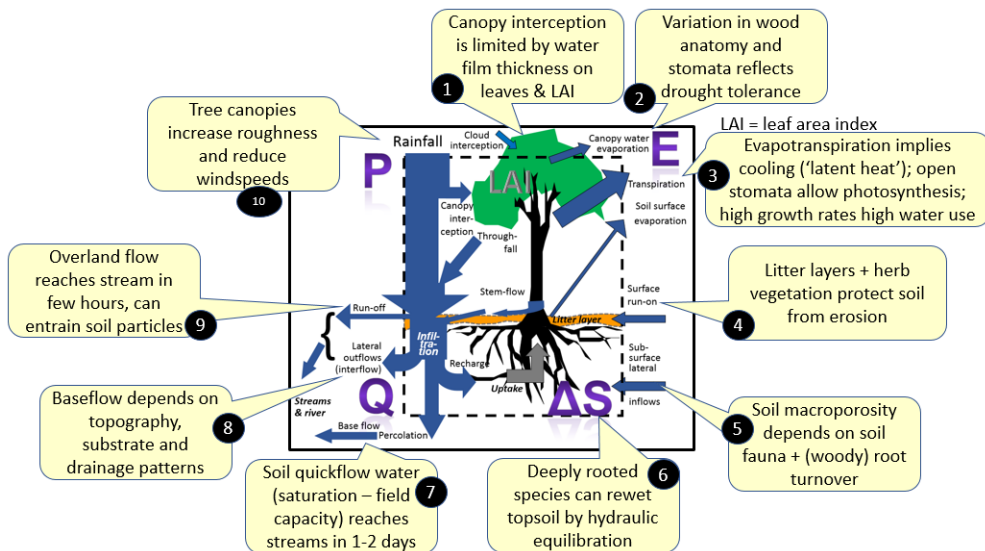 Canopy interception
is limited by water
film thickness on
leaves & LAI
1
Variation in wood
anatomy and
stomata reflects
drought tolerance
2
LAI = leaf area index
Evapotranspiration implies
cooling (‘latent heat’); open
stomata allow photosynthesis;
high growth rates high water use
3
Tree canopies
increase roughness
and reduce
windspeeds
10
P
Rainfall
Cloud
interception
Canopy water
evaporation
E
LAI
Transpiration
Soil surface
evaporation
Canopy
inter-
ception
Through-
fall
Overland flow
reaches stream in
few hours, can
entrain soil particles
9
Run-off
Stem-flow
Surface
run-on
Litter layer
Litter layers + herb
vegetation protect soil
from erosion
4
Infil-
tra-
tion
Lateral
outflows
(interflow)
Recharge
Uptake
Sub-
surface
lateral
inflows
Streams
& river
Q
ΔS
Base flow
Percolation
Baseflow depends on
topography,
substrate and
drainage patterns
8
Soil macroporosity
depends on soil
fauna + (woody) root
turnover
5
Soil quickflow water
(saturation – field
capacity) reaches
streams in 1-2 days
7
Deeply rooted
species can rewet
topsoil by hydraulic
equilibration
6